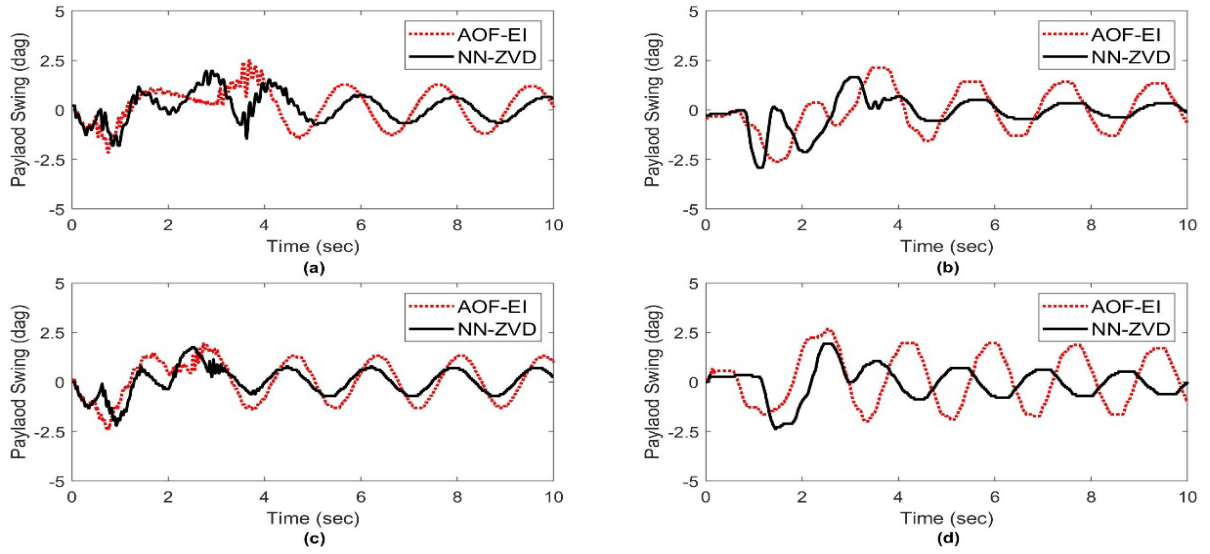 5
2.5
0
-2.5
-5
Paylaod Swing (dag)
AOF-EI
NN-ZVD
0 2 4 6 8 10
Time (sec)
(a)
5
2.5
0
-2.5
-5
Paylaod Swing (dag)
AOF-EI
NN-ZVD
0 2 4 6 8 10
Time (sec)
(b)
5
2.5
0
-2.5
-5
Paylaod Swing (dag)
AOF-EI
NN-ZVD
0 2 4 6 8 10
Time (sec)
(c)
5
2.5
0
-2.5
-5
Paylaod Swing (dag)
AOF-EI
NN-ZVD
0 2 4 6 8 10
Time (sec)
(d)